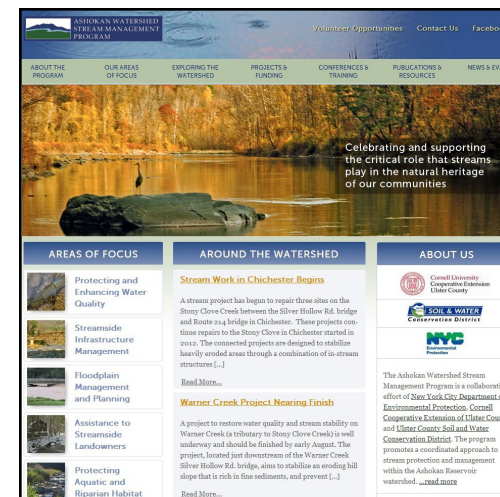 ASHOKAN WATERSHED
STREAM MANAGEMENT
PROGRAM
Volunteer Opportunities Contact Us Facebo
ABOUT THE
PROGRAM
OUR AREAS
OF FOCUS
EXPLORING THE
WATERSHED
PROJECTS &
FUNDING
CONFERENCES &
TRAINING
PUBLICATIONS &
RESOURCES
NEWS & EV
Celebrating and supporting
the critical role that streams
play in the natural heritage
of our communities
AREAS OF FOCUS
Protecting and
Enhancing Water
Quality
Streamside
Infrastructure
Management
Floodplain
Management
and Planning
Assistance to
Streamside
Landowners
Protecting
Aquatic and
Riparian Habitat
AROUND THE WATERSHED
Stream Work in Chichester Begins
A stream project has begun to repair three sites on the
Stony Clove Creek between the Silver Hollow Rd. bridge
and Route 214 bridge in Chichester. These projects con-
tinue repairs to the Stony Clove in Chichester started in
2012. The connected projects are designed to stabilize
heavily eroded areas through a combination of in-stream
structures [...]
Read More...
Warner Creek Project Nearing Finish
A project to restore water quality and stream stability on
Warner Creek (a tributary to Stony Clove Creek) is well
underway and should be finished by early August. The
project, located just downstream of the Warner Creek
Silver Hollow Rd. bridge, aims to stabilize an eroding hill
slope that is rich in fine sediments, and prevent [...]
Read More...
ABOUT US
Cornell University
Cooperative Extension
Ulster County
SOIL & WATER
Conservation District
NYC
Environmental
Protection
The Ashokan Watershed Stream
Management Program is a collaborati
effort of New York City Department o
Environmental Protection, Cornell
Cooperative Extension of Ulster Cou
and Ulster County Soil and Water
Conservation District. The program
promotes a coordinated approach to
stream protection and management
within the Ashokan Reservoir
watershed. ...read more